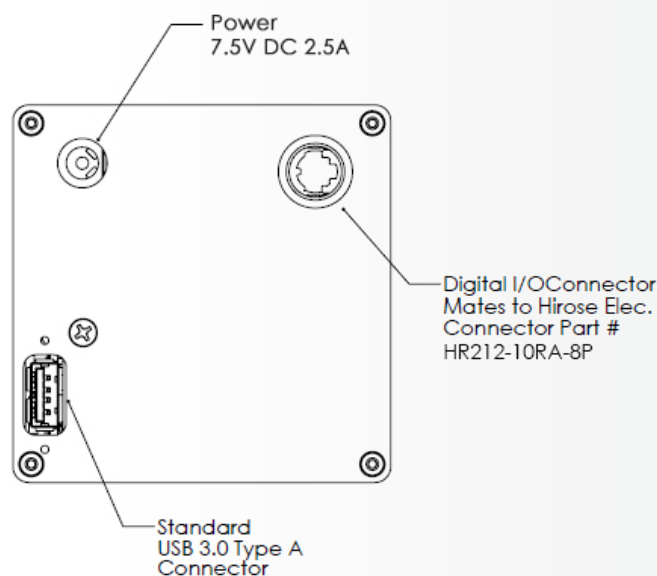 Power
7.5V DC 2.5A
Digital I/OConnector
Mates to Hirose Elec.
Connector Part #
HR212-10RA-8P
Standard
USB 3.0 Type A
Connector